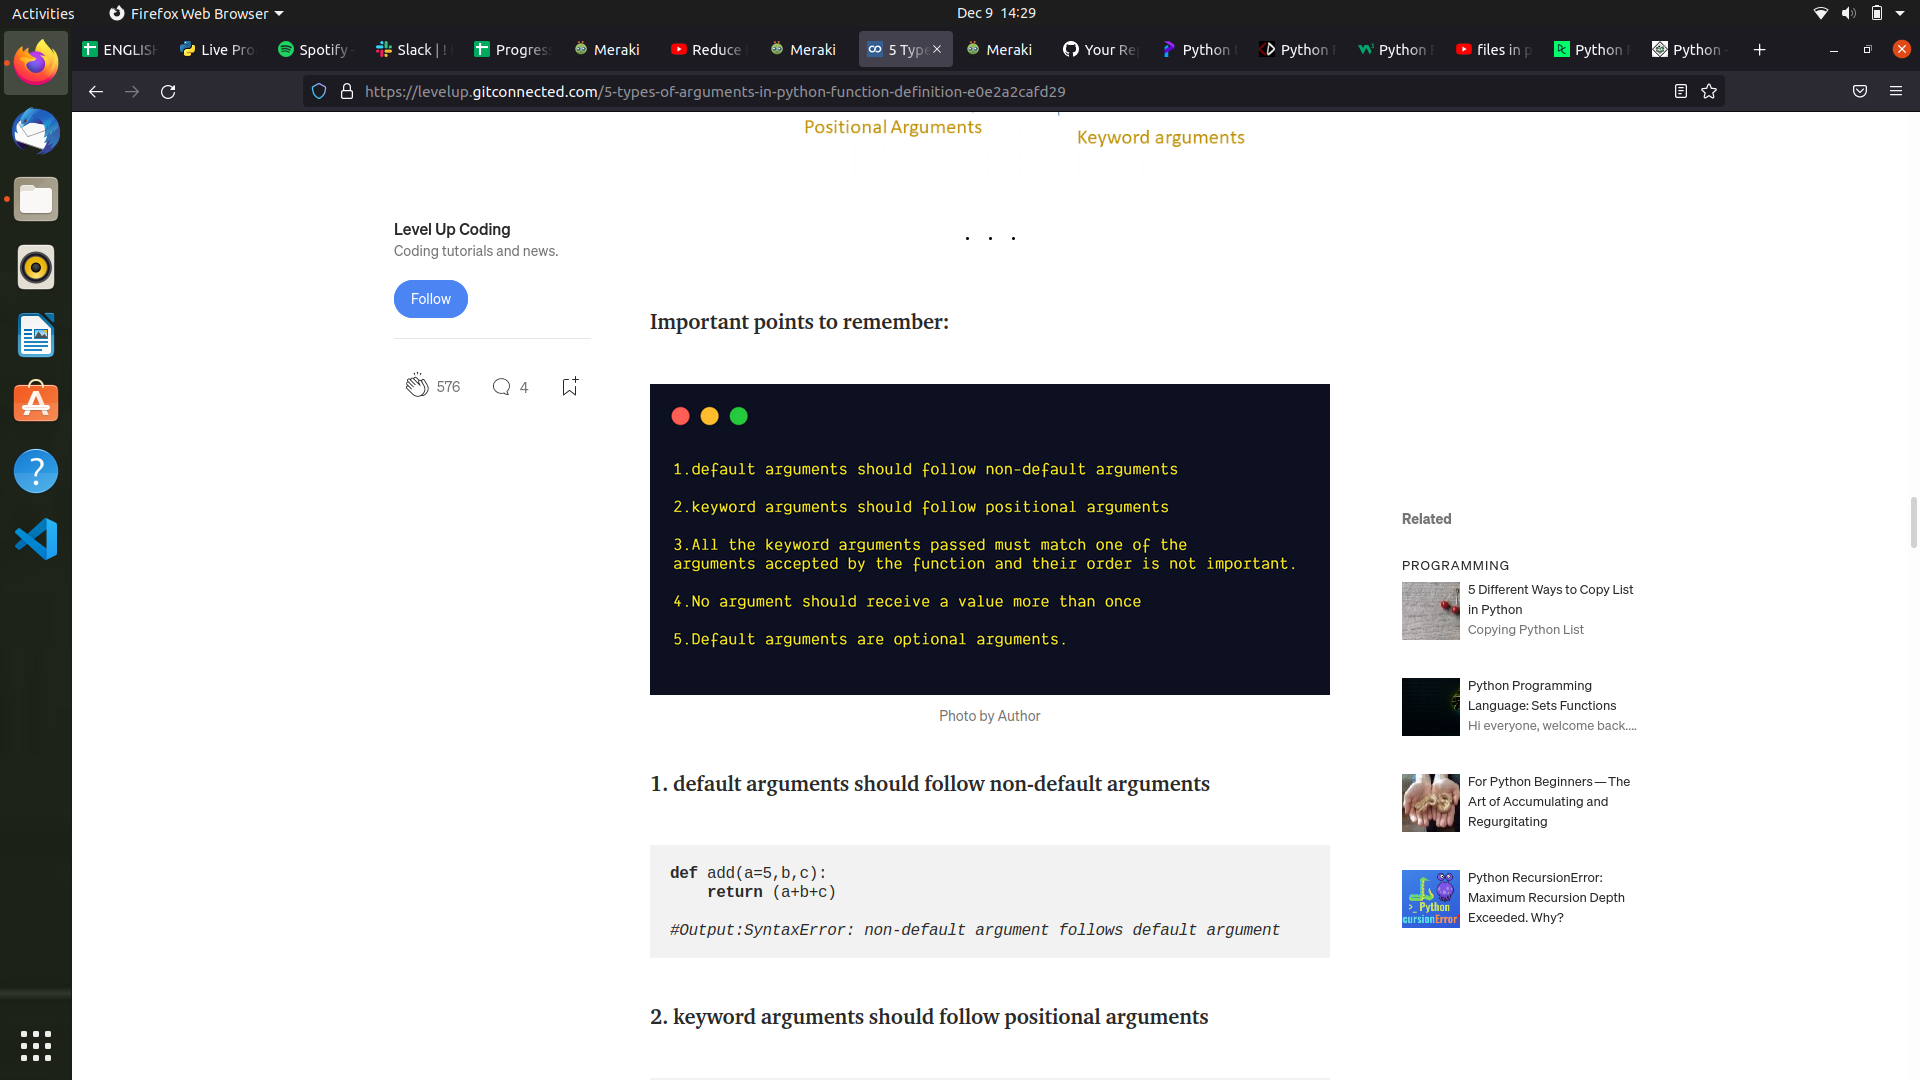 Activities
Firefox Web Browser
Dec 9 14:29
ENGLISH
Live Pro
Spotify
Slack | !
Progress
Meraki
Reduce
Meraki
5 Type
Meraki
Your Re
Python
Python
Python
files in p
Python
Python
https://levelup.gitconnected.com/5-types-of-arguments-in-python-function-definition-e0e2a2cafd29
Positional Arguments
Keyword arguments
Level Up Coding
Coding tutorials and news.
Follow
576
4
Important points to remember:
1.default arguments should follow non-default arguments
2.keyword arguments should follow positional arguments
3.All the keyword arguments passed must match one of the
arguments accepted by the function and their order is not important.
4.No argument should receive a value more than once
5.Default arguments are optional arguments.
Photo by Author
1. default arguments should follow non-default arguments
def add(a=5,b,c):
return (a+b+c)
#Output:SyntaxError: non-default argument follows default argument
2. keyword arguments should follow positional arguments
Related
PROGRAMMING
5 Different Ways to Copy List
in Python
Copying Python List
Python Programming
Language: Sets Functions
Hi everyone, welcome back....
For Python Beginners — The
Art of Accumulating and
Regurgitating
Python RecursionError:
Maximum Recursion Depth
Exceeded. Why?
>_ Python
cursionError